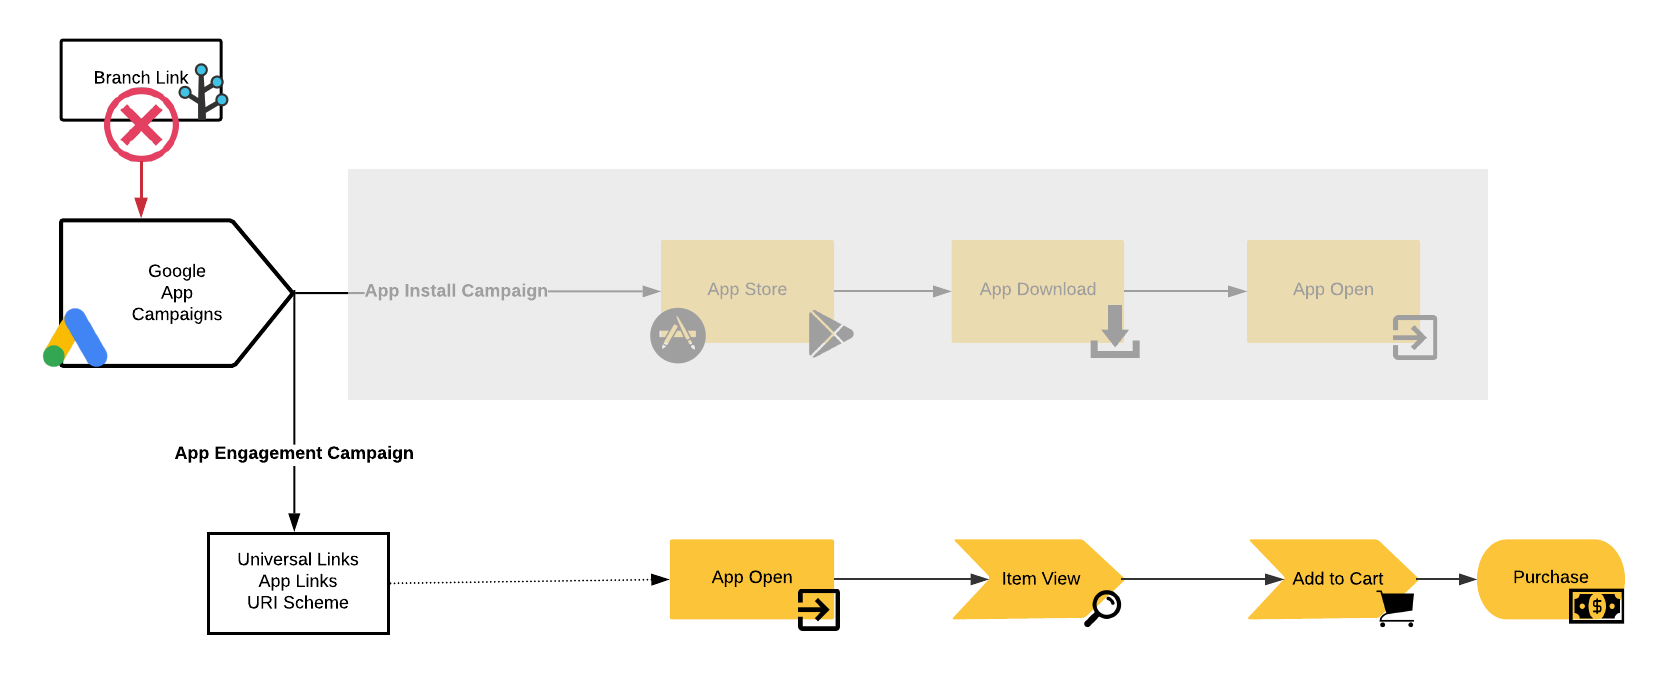 Branch Link
Google
App
Campaigns
App Install Campaign
App Store
App Download
App Open
App Engagement Campaign
Universal Links
App Links
URI Scheme
App Open
Item View
Add to Cart
Purchase
$